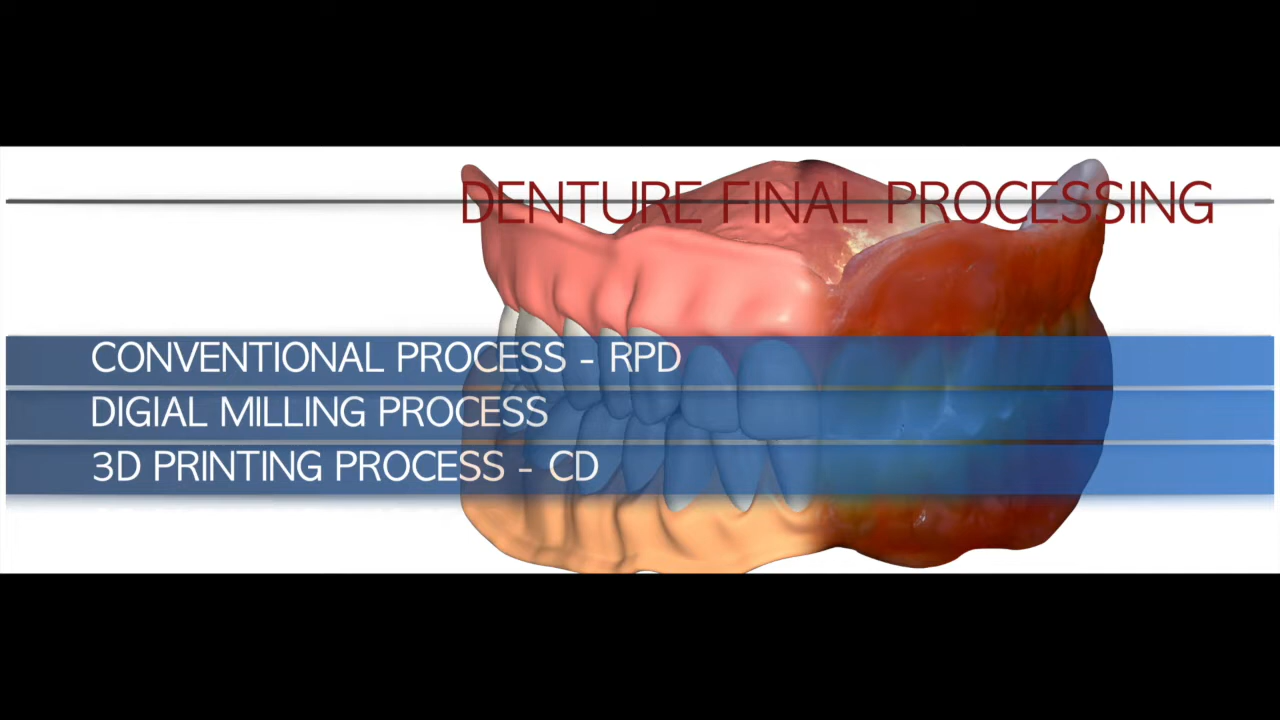 DENTURE FINAL PROCESSING
CONVENTIONAL PROCESS - RPD
DIGIAL MILLING PROCESS
3D PRINTING PROCESS - CD